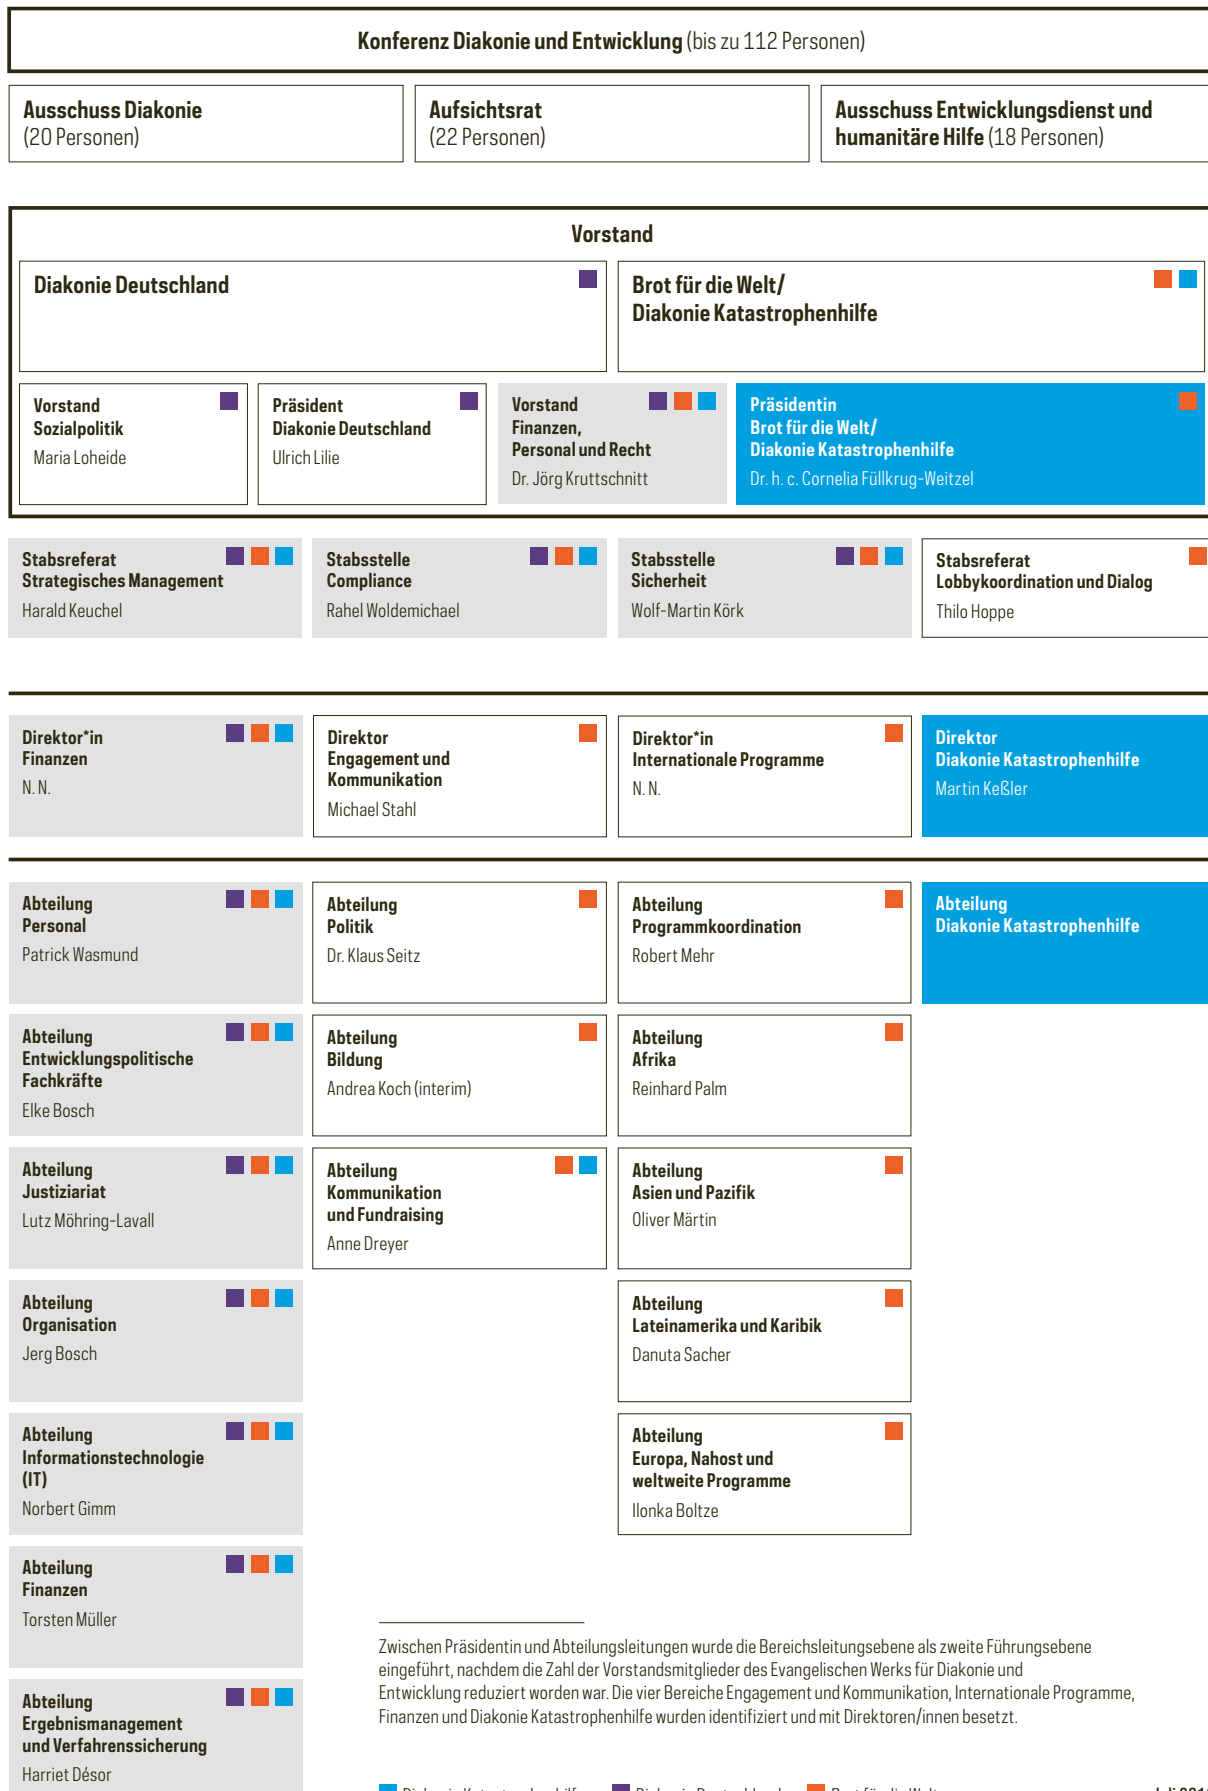 Konferenz Diakonie und Entwicklung (bis zu 112 Personen)
Ausschuss Diakonie
(20 Personen)
Aufsichtsrat
(22 Personen)
Ausschuss Entwicklungsdienst und
humanitäre Hilfe (18 Personen)
Vorstand
Diakonie Deutschland
Brot für die Welt/
Diakonie Katastrophenhilfe
Vorstand
Sozialpolitik
Maria Loheide
Präsident
Diakonie Deutschland
Ulrich Lilie
Vorstand
Finanzen,
Personal und Recht
Dr. Jörg Kruttschnitt
Präsidentin
Brot für die Welt/
Diakonie Katastrophenhilfe
Dr. h. c. Cornelia Füllkrug-Weitzel
Stabsreferat
Strategisches Management
Harald Keuchel
Stabsstelle
Compliance
Rahel Woldemichael
Stabsstelle
Sicherheit
Wolf-Martin Körk
Stabsreferat
Lobbykoordination und Dialog
Thilo Hoppe
Direktor*in
Finanzen
N. N.
Direktor
Engagement und
Kommunikation
Michael Stahl
Direktor*in
Internationale Programme
N. N.
Direktor
Diakonie Katastrophenhilfe
Martin Keßler
Abteilung
Personal
Patrick Wasmund
Abteilung
Politik
Dr. Klaus Seitz
Abteilung
Programmkoordination
Robert Mehr
Abteilung
Diakonie Katastrophenhilfe
Abteilung
Entwicklungspolitische
Fachkräfte
Elke Bosch
Abteilung
Bildung
Andrea Koch (interim)
Abteilung
Afrika
Reinhard Palm
Abteilung
Justiziariat
Lutz Möhring-Lavall
Abteilung
Kommunikation
und Fundraising
Anne Dreyer
Abteilung
Asien und Pazifik
Oliver Märtin
Abteilung
Organisation
Jerg Bosch
Abteilung
Lateinamerika und Karibik
Danuta Sacher
Abteilung
Informationstechnologie
(IT)
Norbert Gimm
Abteilung
Europa, Nahost und
weltweite Programme
Ilonka Boltze
Abteilung
Finanzen
Torsten Müller
Abteilung
Ergebnismanagement
und Verfahrenssicherung
Harriet Désor
Zwischen Präsidentin und Abteilungsleitungen wurde die Bereichsleitungsebene als zweite Führungsebene
eingeführt, nachdem die Zahl der Vorstandsmitglieder des Evangelischen Werks für Diakonie und
Entwicklung reduziert worden war. Die vier Bereiche Engagement und Kommunikation, Internationale Programme,
Finanzen und Diakonie Katastrophenhilfe wurden identifiziert und mit Direktoren/innen besetzt.
Diakonie Katastrophenhilfe Diakonie Deutschland Brot für die Welt